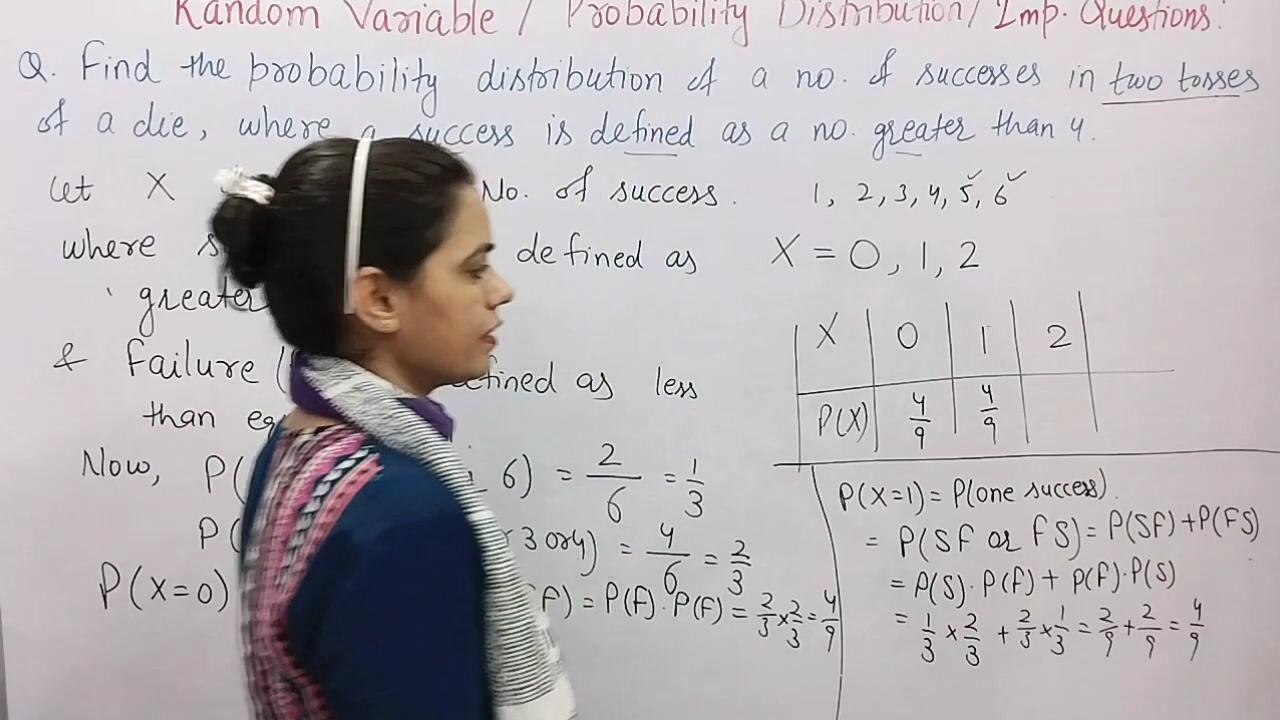 Random Variable / Probability Distribution / Imp. Questions.
Q. Find the probability distribution of a no. of successes in two tosses
of a die, where a success is defined as a no. greater than 4.
Let X No. of success.
1, 2, 3, 4, 5, 6
where s defined as
X = 0, 1, 2
greater
& Failure ( defined as less
than eq
X 0 1 2
P(X) 4/9 4/9
Now, P( 6) = 2/6 = 1/3
P( 3 or 4) = 4/6 = 2/3
P(X=0) F) = P(F) . P(F) = 2/3 × 2/3 = 4/9
P(X=1) = P(one success).
= P(SF or FS) = P(SF) + P(FS)
= P(S) . P(F) + P(F) . P(S)
= 1/3 × 2/3 + 2/3 × 1/3 = 2/9 + 2/9 = 4/9